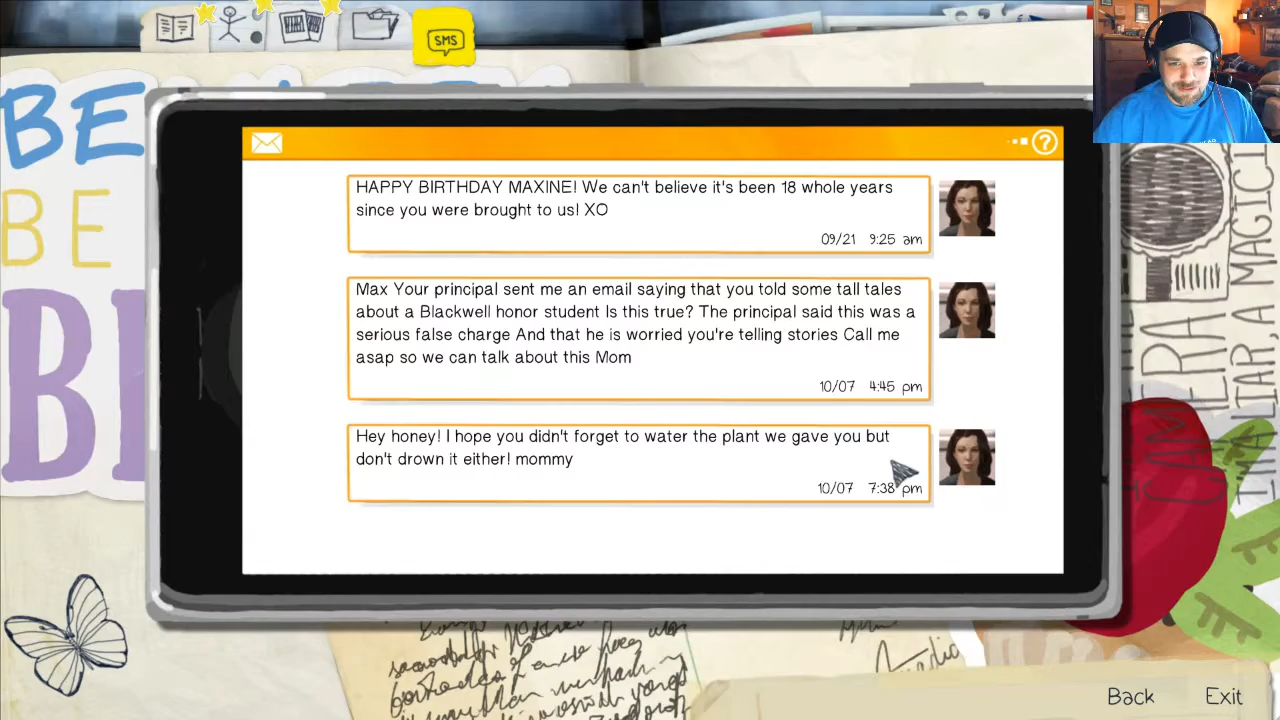 SMS
BE
BE
HAPPY BIRTHDAY MAXINE! We can't believe it's been 18 whole years
since you were brought to us! XO
09/21 9:25 am
Max Your principal sent me an email saying that you told some tall tales
about a Blackwell honor student Is this true? The principal said this was a
serious false charge And that he is worried you're telling stories Call me
asap so we can talk about this Mom
10/07 4:45 pm
Hey honey! I hope you didn't forget to water the plant we gave you but
don't drown it either! mommy
10/07 7:38 pm
CAMERA
Back Exit